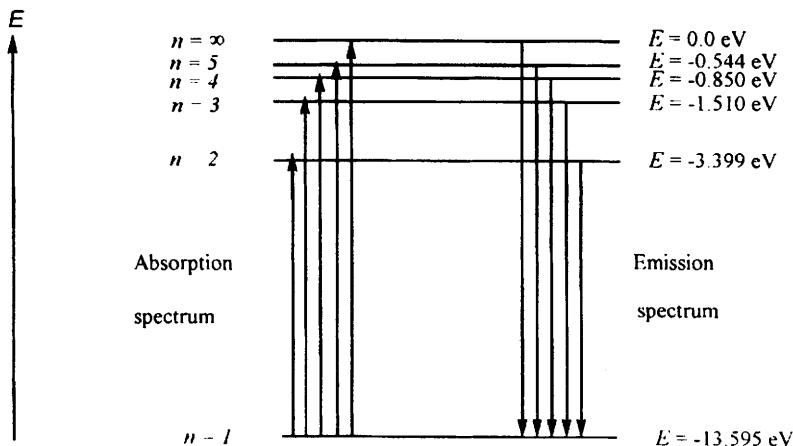 E
n = ∞ E = 0.0 eV
n = 5 E = -0.544 eV
n = 4 E = -0.850 eV
n - 3 E = -1.510 eV
n 2 E = -3.399 eV
Absorption Emission
spectrum spectrum
n - 1 E = -13.595 eV